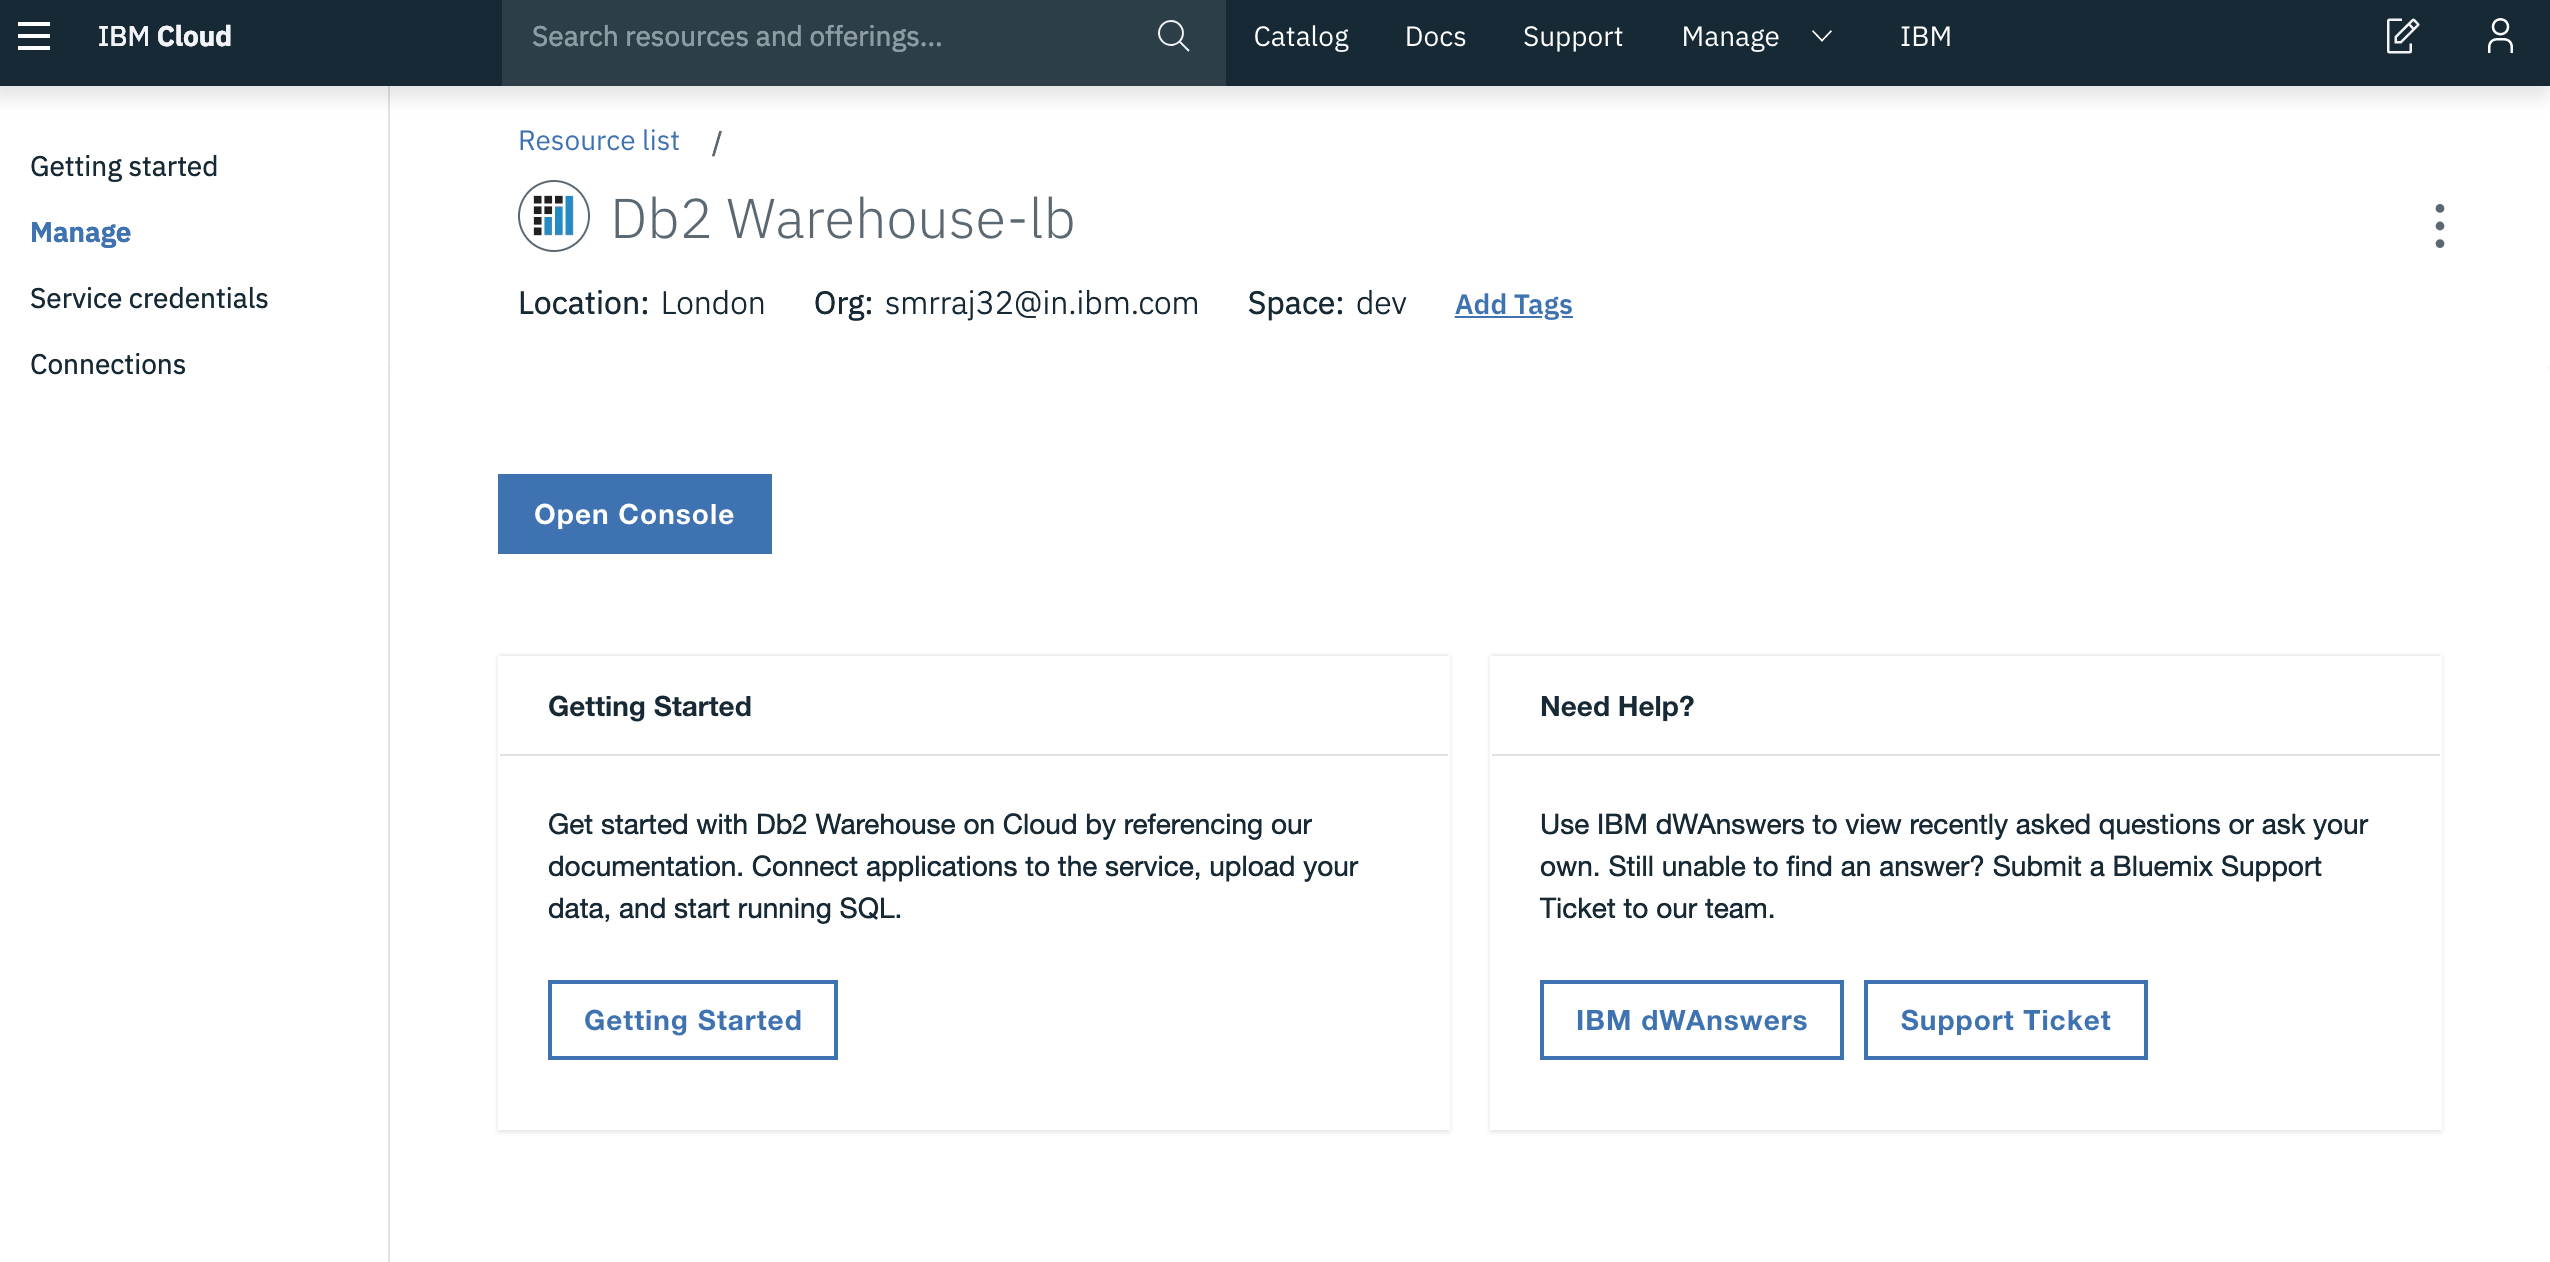 IBM Cloud
Search resources and offerings...
Catalog
Docs
Support
Manage
IBM
Getting started
Manage
Service credentials
Connections
Resource list /
Db2 Warehouse-lb
Location: London Org: smrraj32@in.ibm.com Space: dev Add Tags
Open Console
Getting Started
Get started with Db2 Warehouse on Cloud by referencing our
documentation. Connect applications to the service, upload your
data, and start running SQL.
Getting Started
Need Help?
Use IBM dWAnswers to view recently asked questions or ask your
own. Still unable to find an answer? Submit a Bluemix Support
Ticket to our team.
IBM dWAnswers
Support Ticket